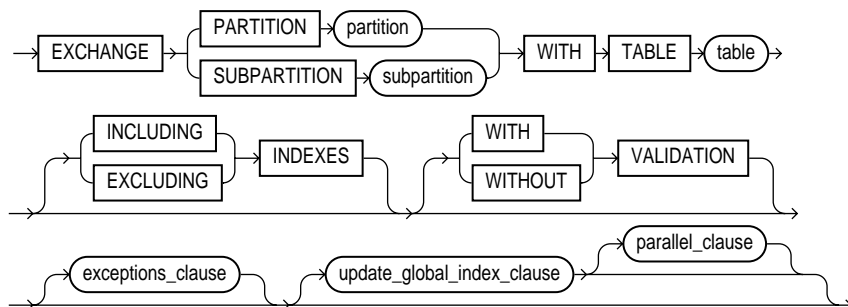 EXCHANGE PARTITION partition WITH TABLE table
SUBPARTITION subpartition
INCLUDING INDEXES WITH VALIDATION
EXCLUDING WITHOUT
parallel_clause
exceptions_clause update_global_index_clause